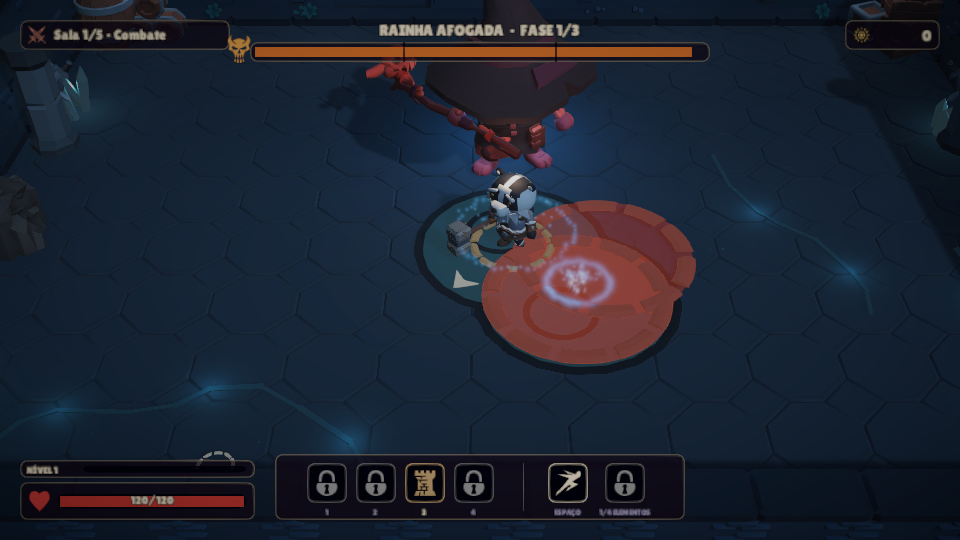 Sala 1/5 - Combate
RAINHA AFOGADA - FASE 1/3
0
NÍVEL 1
120/120
1
2
3
4
ESPAÇO
1/4 ELEMENTOS